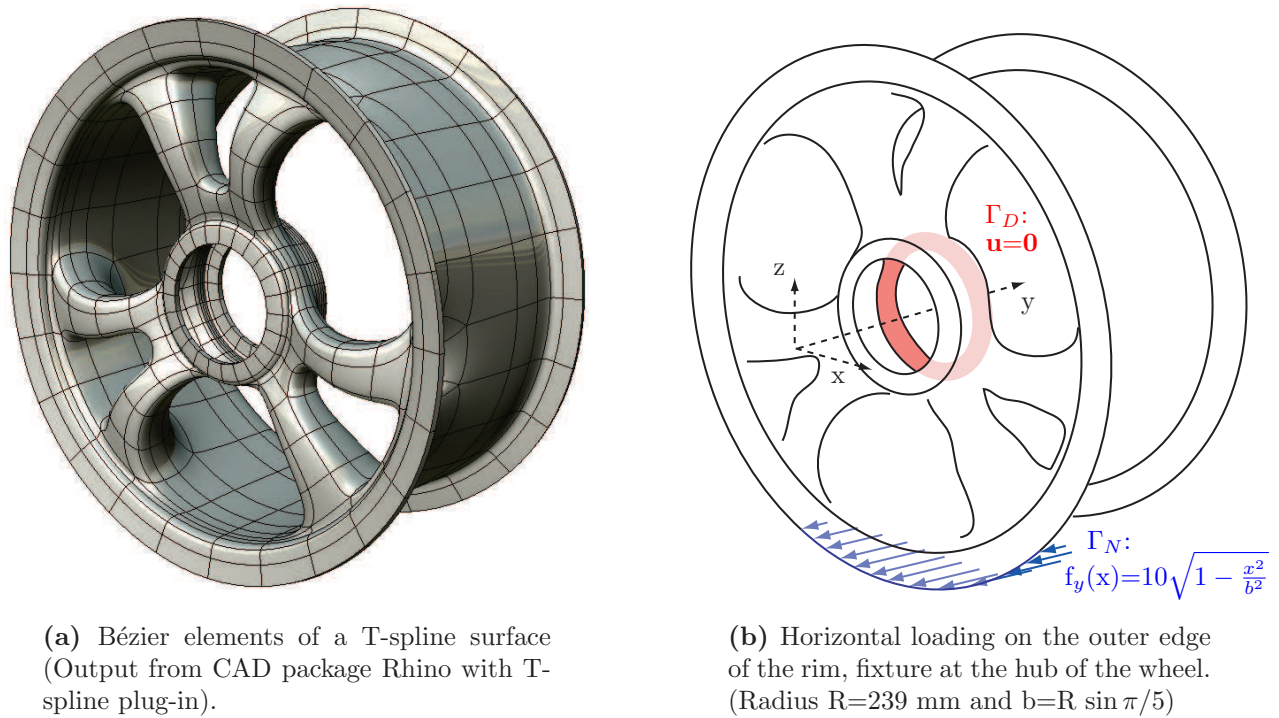 Γ_D:
u=0
z
y
x
Γ_N:
f_y(x)=10√(1 − x²/b²)
(a) Bézier elements of a T-spline surface
(Output from CAD package Rhino with T-
spline plug-in).
(b) Horizontal loading on the outer edge
of the rim, fixture at the hub of the wheel.
(Radius R=239 mm and b=R sin π/5)